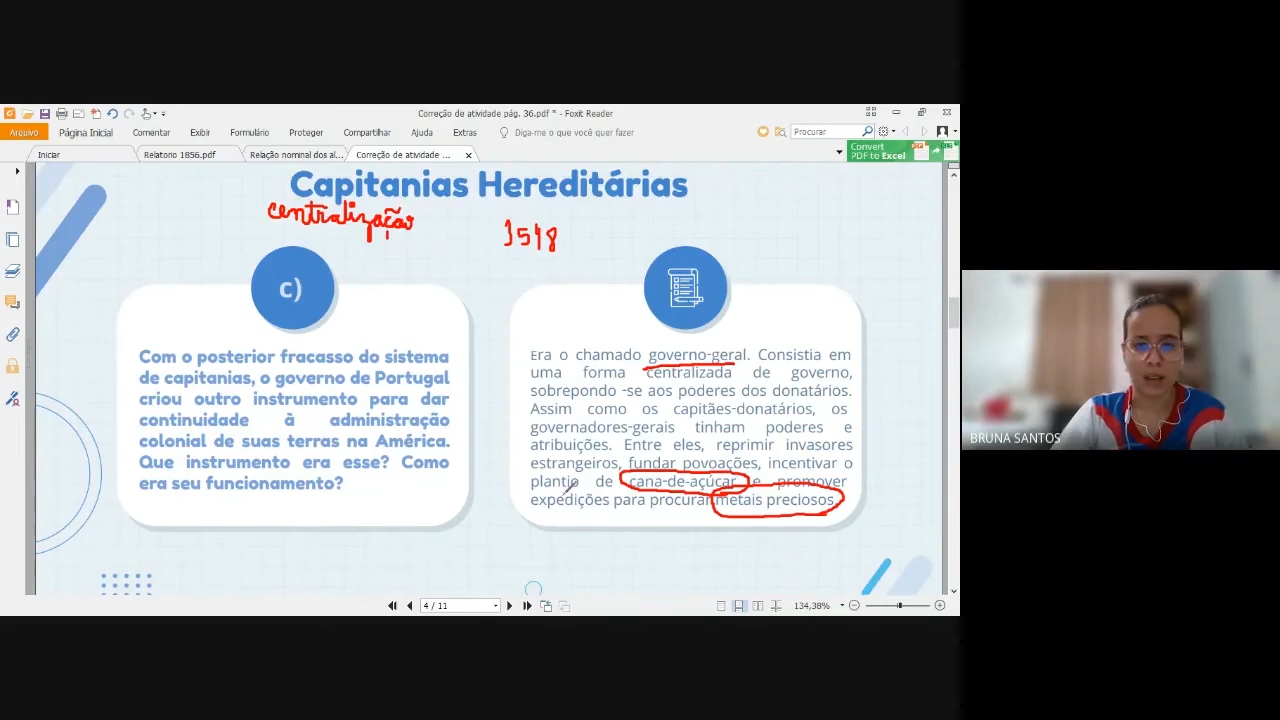 Correção de atividade pág. 36.pdf * - Foxit Reader
Arquivo Página Inicial Comentar Exibir Formulário Proteger Compartilhar Ajuda Extras Diga-me o que você quer fazer Procurar
Iniciar Relatorio 1856.pdf Relação nominal dos al... Correção de atividade ... Convert
PDF to Excel
Capitanias Hereditárias
centralização
1548
c)
Com o posterior fracasso do sistema
de capitanias, o governo de Portugal
criou outro instrumento para dar
continuidade à administração
colonial de suas terras na América.
Que instrumento era esse? Como
era seu funcionamento?
Era o chamado governo-geral. Consistia em
uma forma centralizada de governo,
sobrepondo -se aos poderes dos donatários.
Assim como os capitães-donatários, os
governadores-gerais tinham poderes e
atribuições. Entre eles, reprimir invasores
estrangeiros, fundar povoações, incentivar o
plantio de cana-de-açúcar e promover
expedições para procurar metais preciosos.
4 / 11
134,38%
BRUNA SANTOS